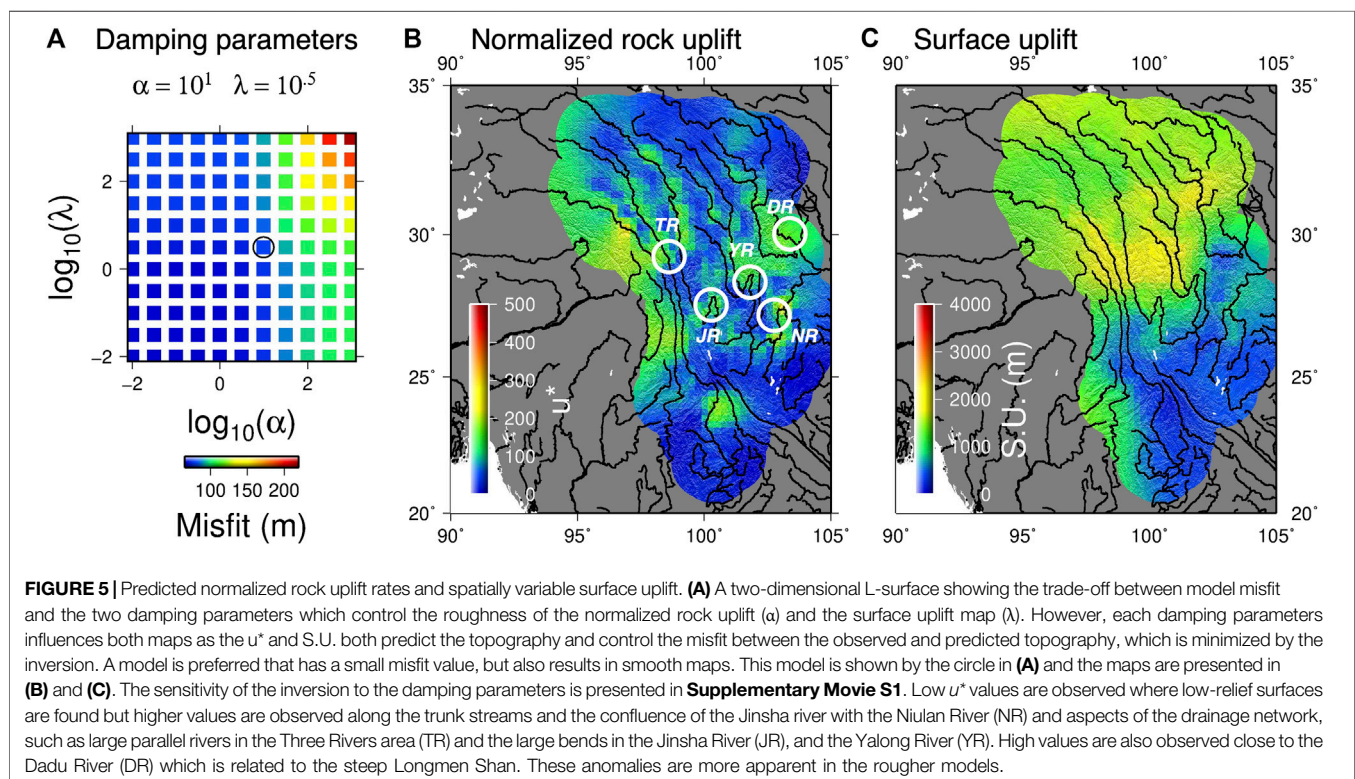 A Damping parameters
α = 10¹ λ = 10·⁵
log₁₀(λ)
2
0
−2
−2 0 2
log₁₀(α)
100 150 200
Misfit (m)
B Normalized rock uplift
90˚ 95˚ 100˚ 105˚
35˚
30˚
25˚
20˚
DR
TR
YR
JR
NR
500
400
300
200
100
0
u*
90˚ 95˚ 100˚ 105˚
C Surface uplift
90˚ 95˚ 100˚ 105˚
35˚
30˚
25˚
20˚
4000
3000
2000
1000
0
S.U. (m)
90˚ 95˚ 100˚ 105˚
FIGURE 5 | Predicted normalized rock uplift rates and spatially variable surface uplift. (A) A two-dimensional L-surface showing the trade-off between model misfit
and the two damping parameters which control the roughness of the normalized rock uplift (α) and the surface uplift map (λ). However, each damping parameters
influences both maps as the u* and S.U. both predict the topography and control the misfit between the observed and predicted topography, which is minimized by the
inversion. A model is preferred that has a small misfit value, but also results in smooth maps. This model is shown by the circle in (A) and the maps are presented in
(B) and (C). The sensitivity of the inversion to the damping parameters is presented in Supplementary Movie S1. Low u* values are observed where low-relief surfaces
are found but higher values are observed along the trunk streams and the confluence of the Jinsha river with the Niulan River (NR) and aspects of the drainage network,
such as large parallel rivers in the Three Rivers area (TR) and the large bends in the Jinsha River (JR), and the Yalong River (YR). High values are also observed close to the
Dadu River (DR) which is related to the steep Longmen Shan. These anomalies are more apparent in the rougher models.